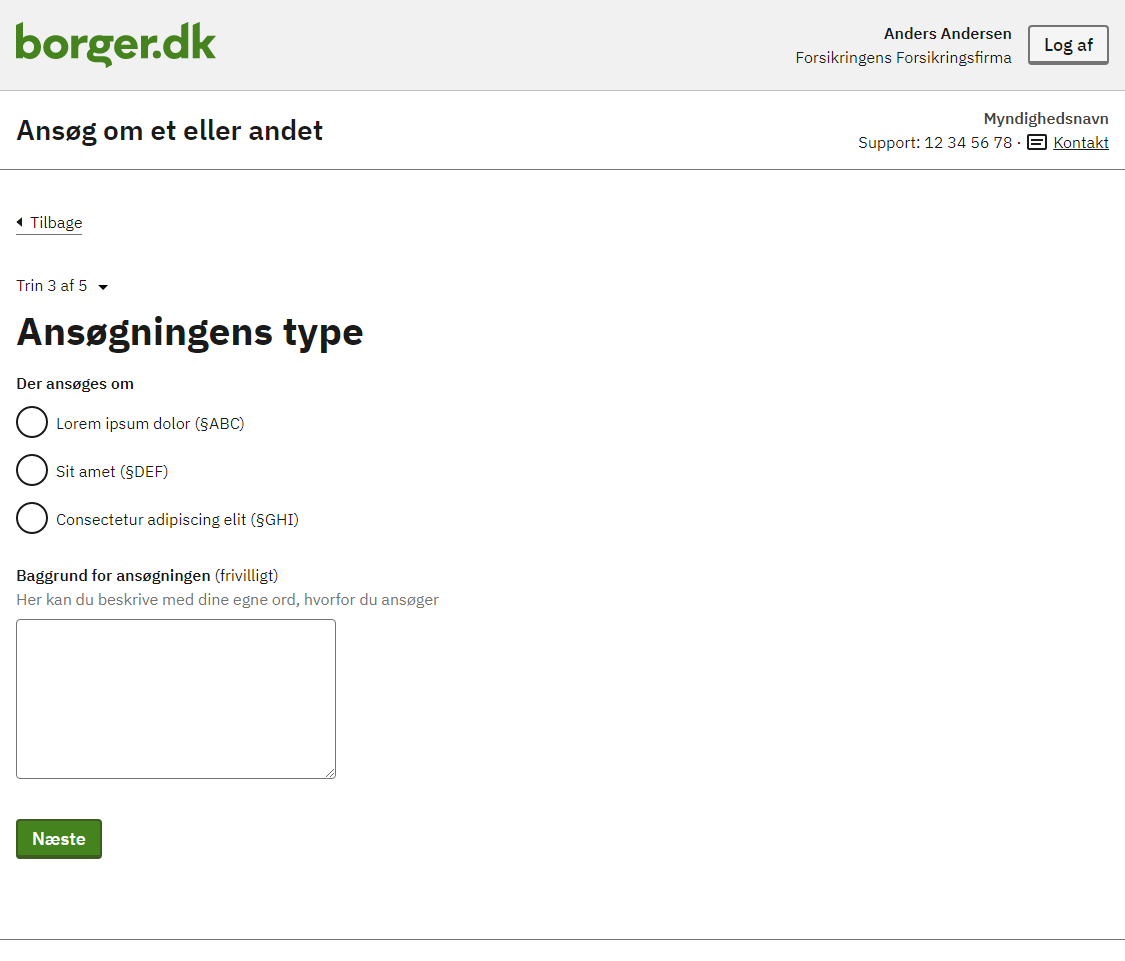 borger.dk
Anders Andersen
Forsikringens Forsikringsfirma
Log af
Ansøg om et eller andet
Myndighedsnavn
Support: 12 34 56 78 · Kontakt
Tilbage
Trin 3 af 5
Ansøgningens type
Der ansøges om
Lorem ipsum dolor (§ABC)
Sit amet (§DEF)
Consectetur adipiscing elit (§GHI)
Baggrund for ansøgningen (frivilligt)
Her kan du beskrive med dine egne ord, hvorfor du ansøger
Næste